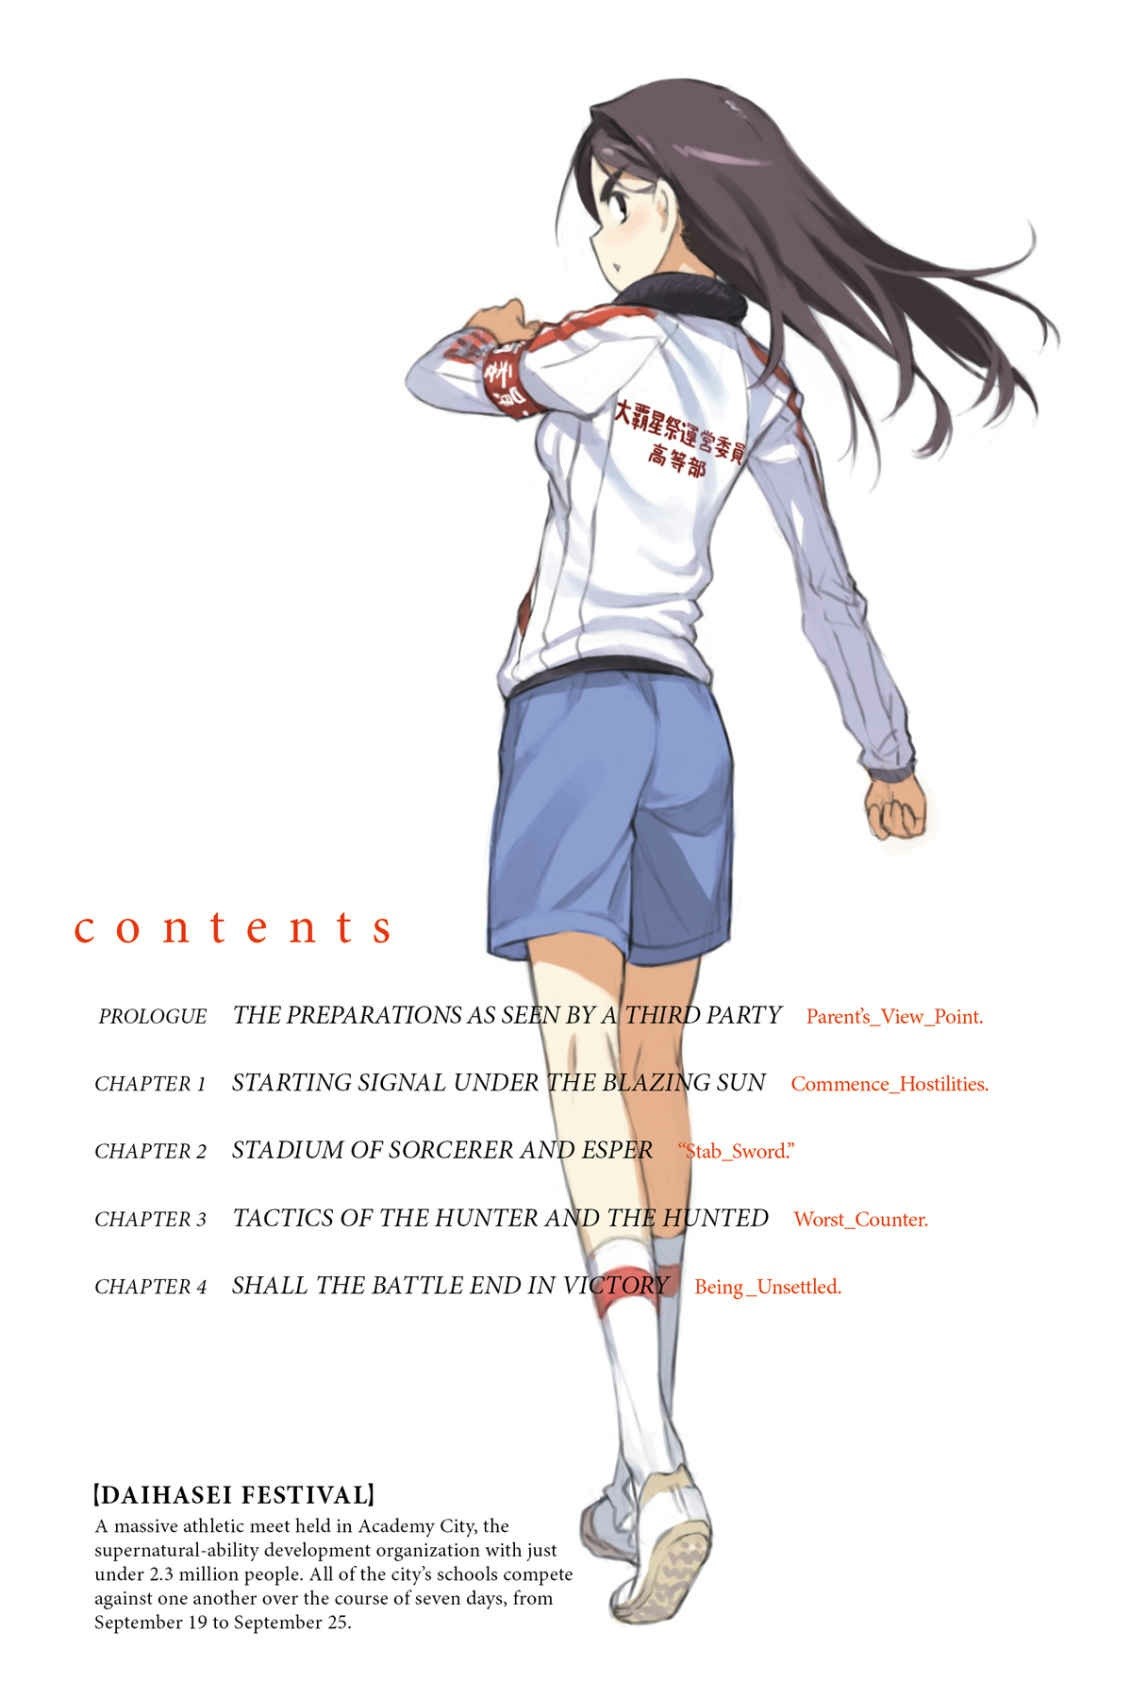 大覇星祭運営委員
高等部
contents
PROLOGUE THE PREPARATIONS AS SEEN BY A THIRD PARTY Parent’s_View_Point.
CHAPTER 1 STARTING SIGNAL UNDER THE BLAZING SUN Commence_Hostilities.
CHAPTER 2 STADIUM OF SORCERER AND ESPER “Stab_Sword.”
CHAPTER 3 TACTICS OF THE HUNTER AND THE HUNTED Worst_Counter.
CHAPTER 4 SHALL THE BATTLE END IN VICTORY Being_Unsettled.
【DAIHASEI FESTIVAL】
A massive athletic meet held in Academy City, the
supernatural-ability development organization with just
under 2.3 million people. All of the city’s schools compete
against one another over the course of seven days, from
September 19 to September 25.